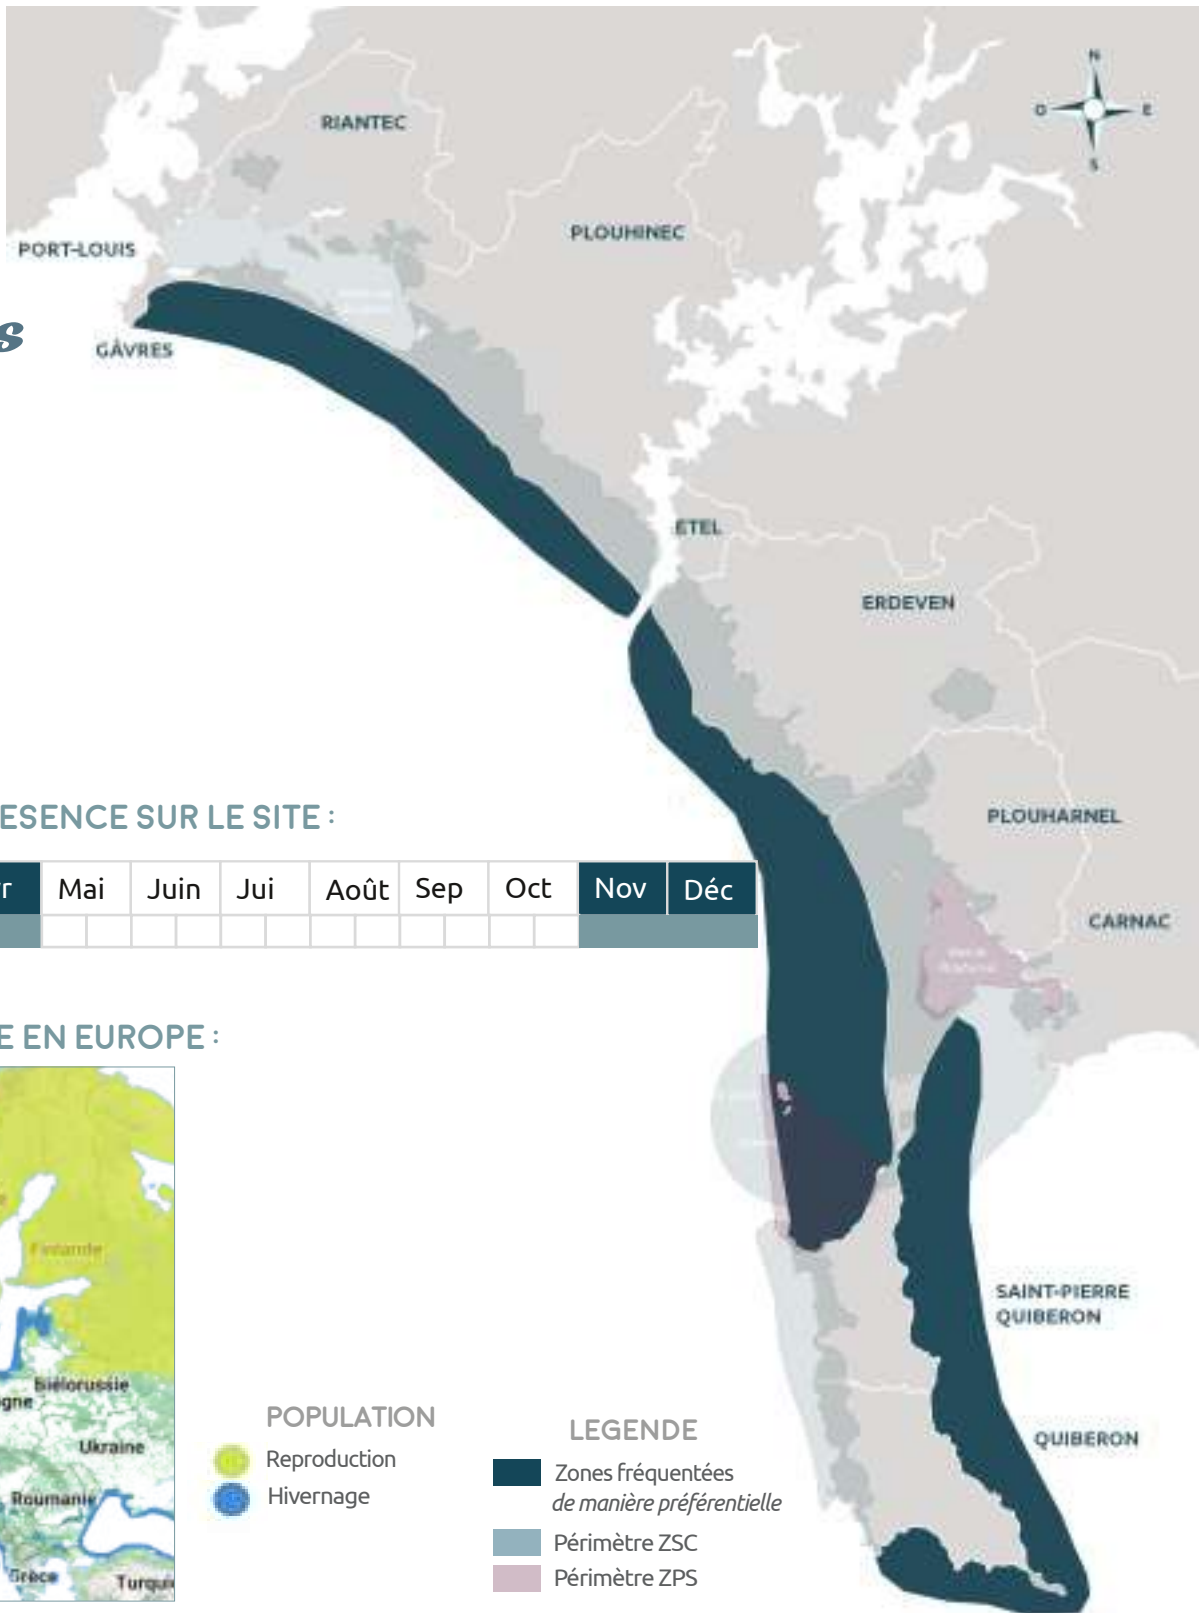 N
O E
S
RIANTEC
PLOUHINEC
PORT-LOUIS
s
GÂVRES
ETEL
ERDEVEN
PLOUHARNEL
CARNAC
ESENCE SUR LE SITE :
r Mai Juin Jui Août Sep Oct Nov Déc
E EN EUROPE :
Finlande
Biélorussie
gne
Ukraine
Roumanie
Grèce
Turqui
SAINT-PIERRE
QUIBERON
QUIBERON
POPULATION
Reproduction
Hivernage
LEGENDE
Zones fréquentées
de manière préférentielle
Périmètre ZSC
Périmètre ZPS